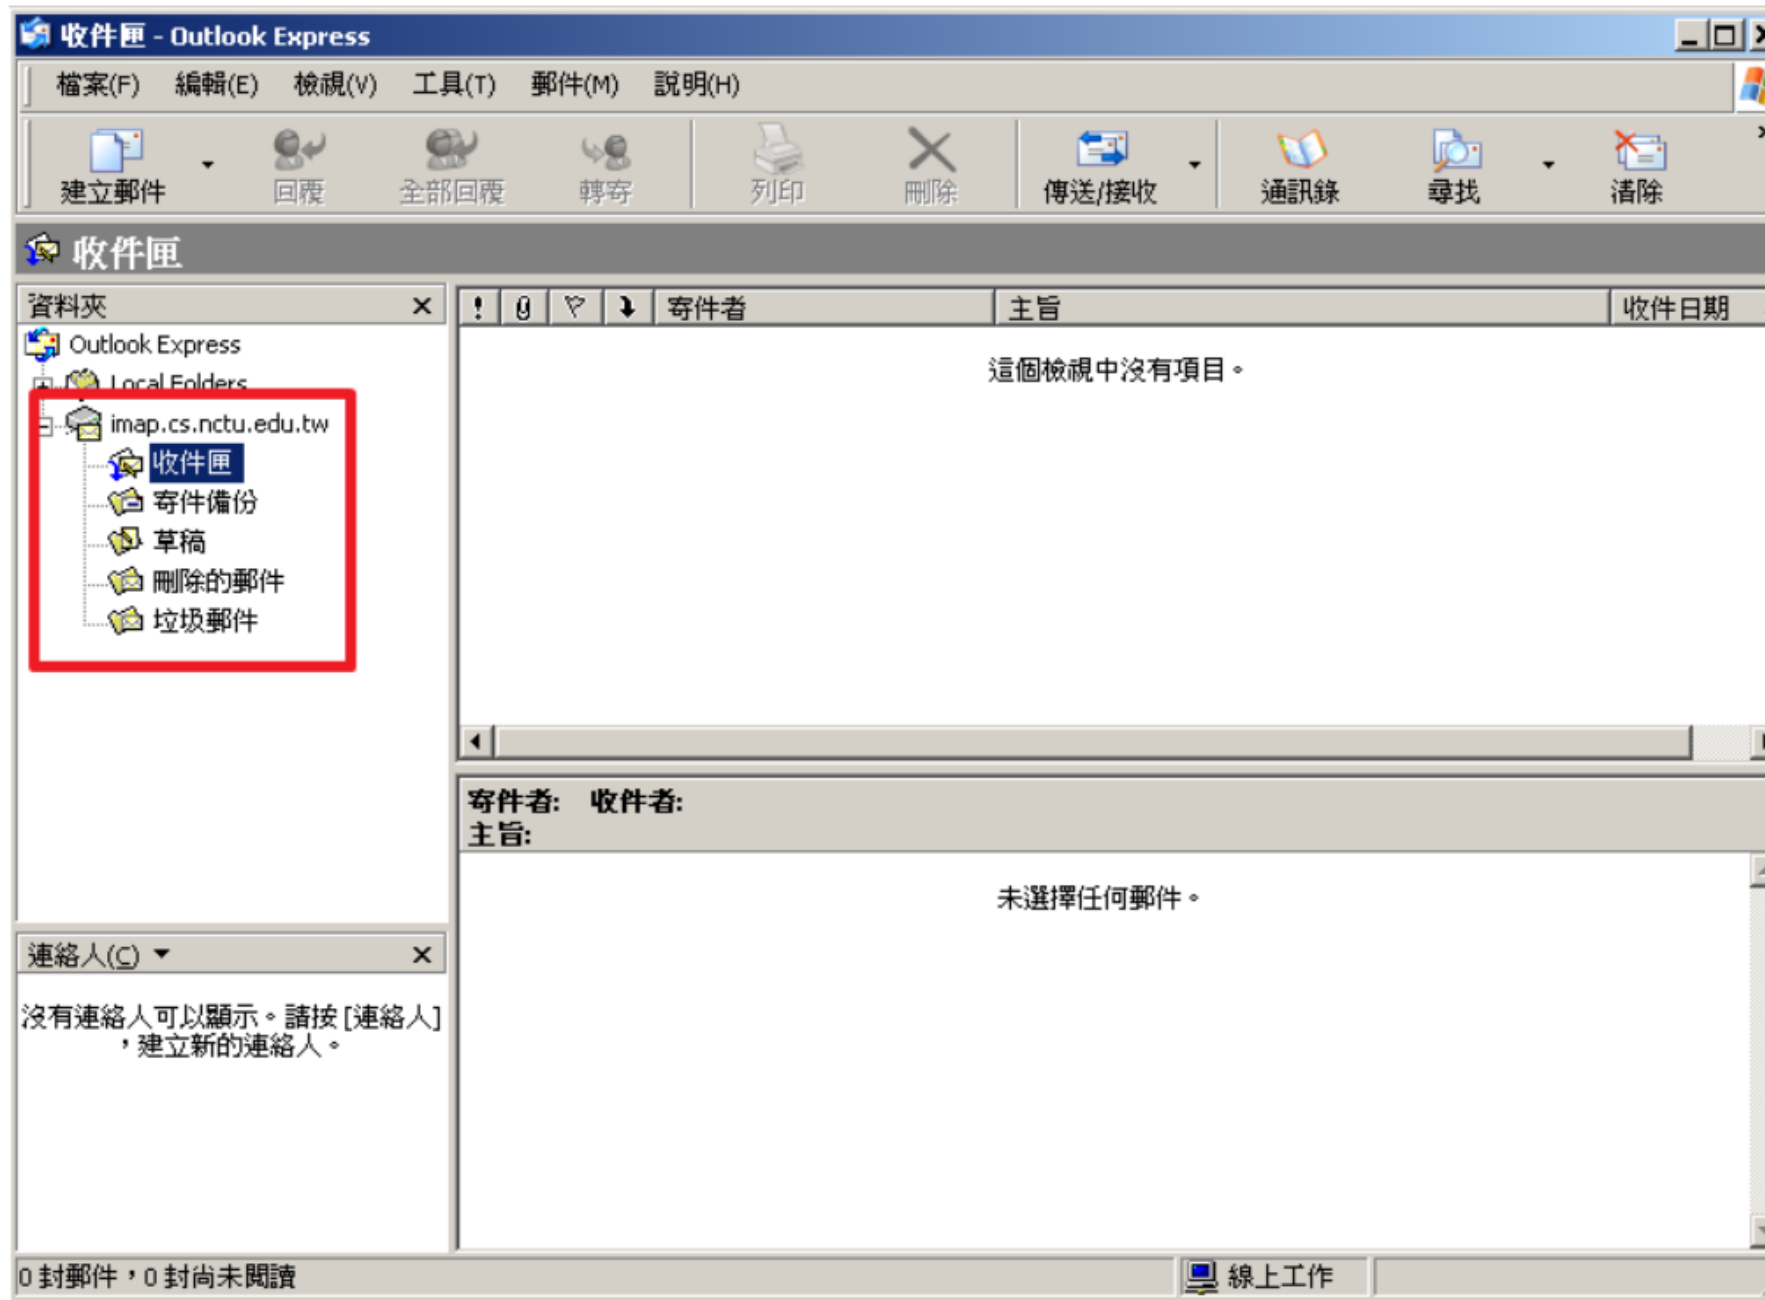 收件匣 - Outlook Express
檔案(F) 編輯(E) 檢視(V) 工具(T) 郵件(M) 說明(H)
建立郵件 回覆 全部回覆 轉寄 列印 刪除 傳送/接收 通訊錄 尋找 清除
收件匣
資料夾
Outlook Express
Local Folders
imap.cs.nctu.edu.tw
收件匣
寄件備份
草稿
刪除的郵件
垃圾郵件
連絡人(C)
沒有連絡人可以顯示。請按 [連絡人]
，建立新的連絡人。
! 寄件者 主旨 收件日期
這個檢視中沒有項目。
寄件者: 收件者:
主旨:
未選擇任何郵件。
0 封郵件，0 封尚未閱讀 線上工作